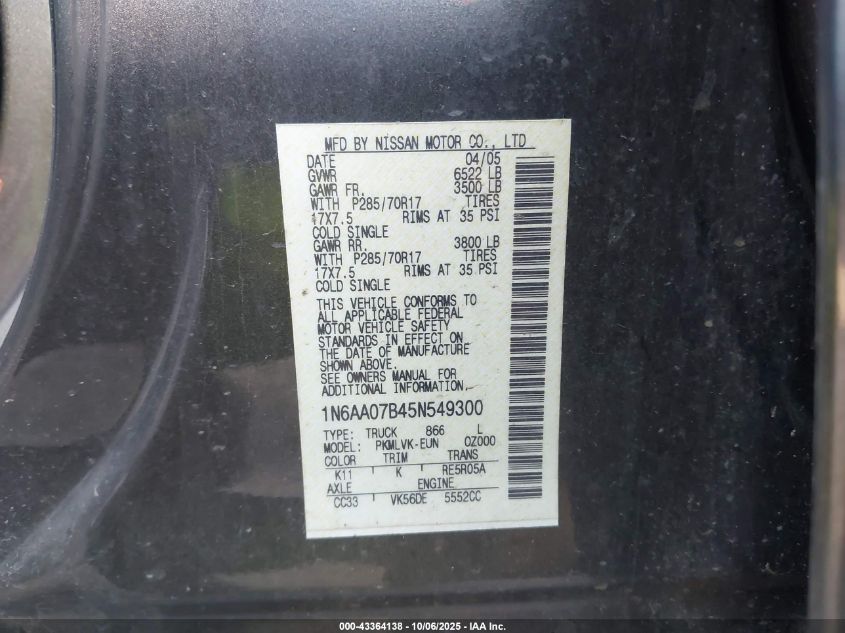 MFD BY NISSAN MOTOR CO., LTD
DATE 04/05
GVWR 6522 LB
GAWR FR. 3500 LB
WITH P285/70R17 TIRES
17X7.5 RIMS AT 35 PSI
COLD SINGLE
GAWR RR. 3800 LB
WITH P285/70R17 TIRES
17X7.5 RIMS AT 35 PSI
COLD SINGLE
THIS VEHICLE CONFORMS TO
ALL APPLICABLE FEDERAL
MOTOR VEHICLE SAFETY
STANDARDS IN EFFECT ON
THE DATE OF MANUFACTURE
SHOWN ABOVE.
SEE OWNERS MANUAL FOR
ADDITIONAL INFORMATION.
1N6AA07B45N549300
TYPE: TRUCK 866 L
MODEL: PKMLVK-EUN OZ000
COLOR TRIM TRANS
K11 K RE5R05A
AXLE ENGINE
CC33 VK56DE 5552CC
000-43364138 - 10/06/2025 - IAA Inc.